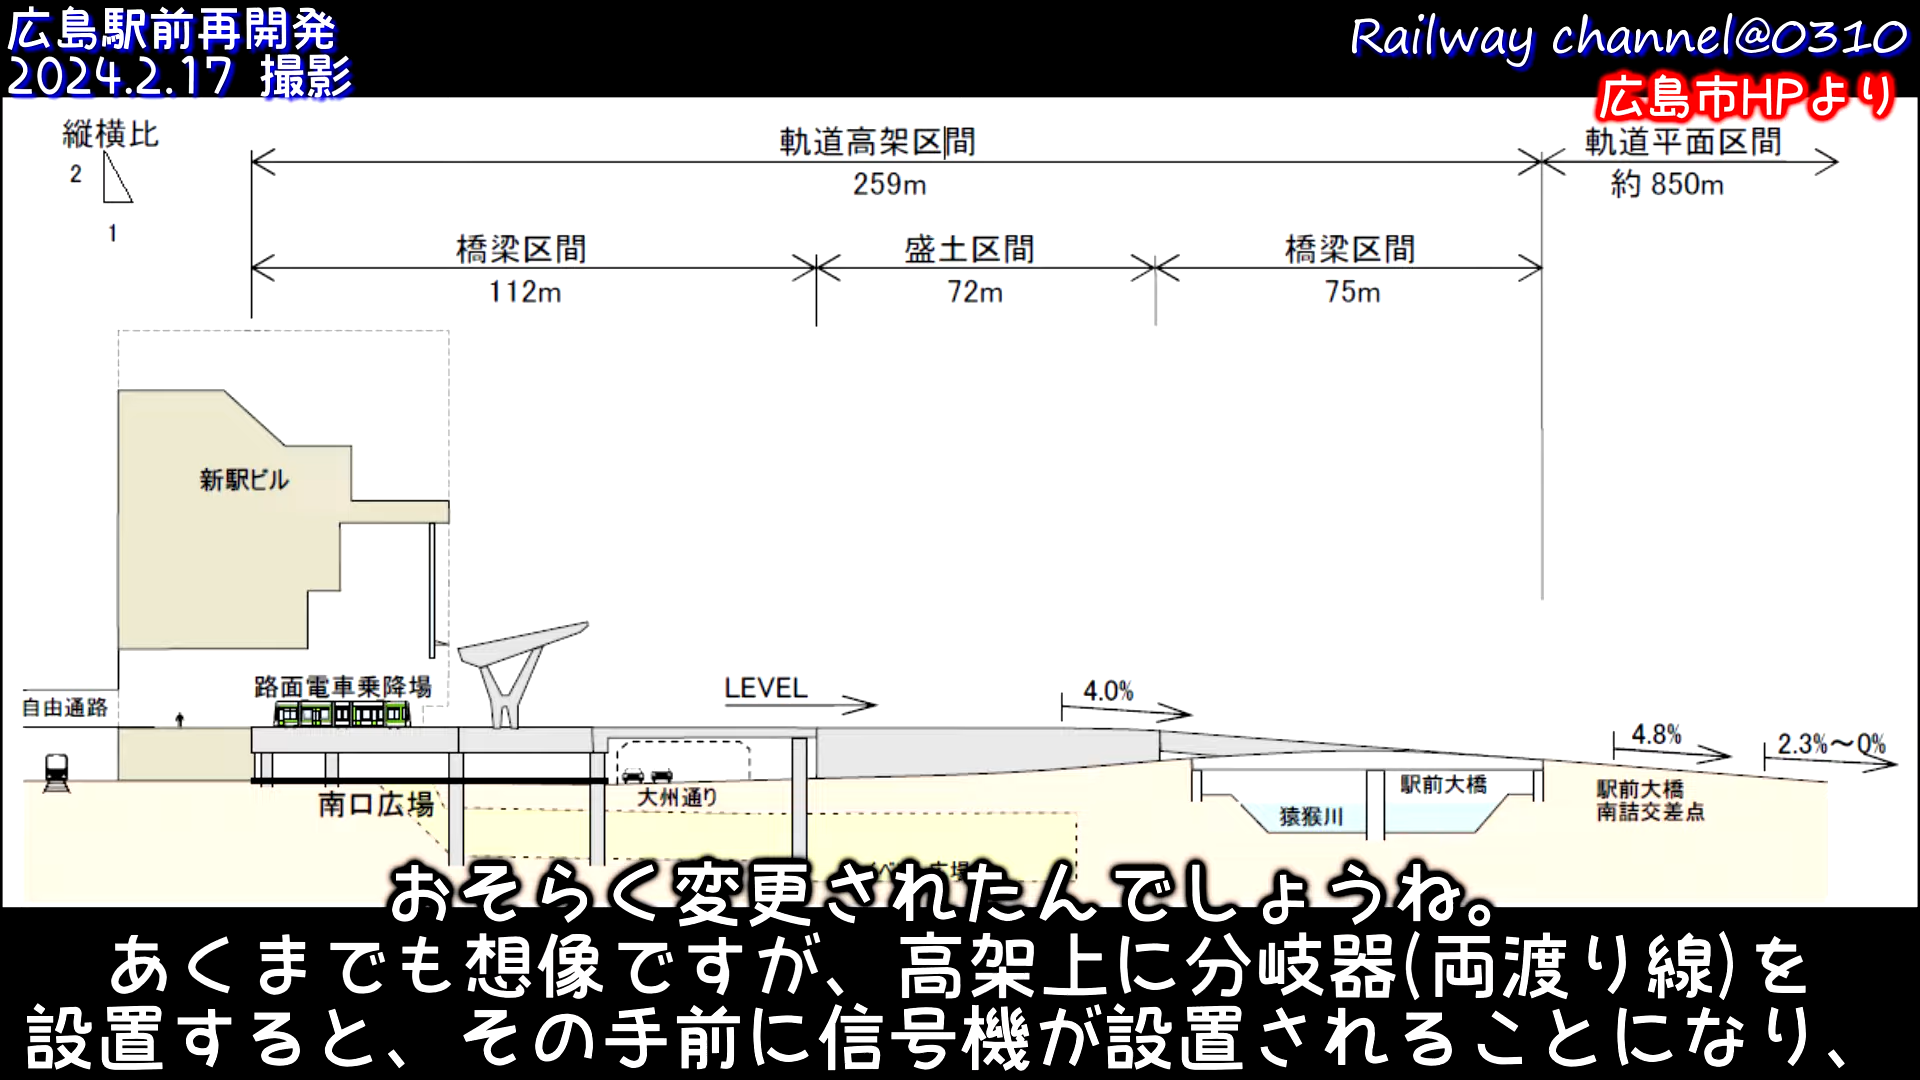 広島駅前再開発
2024.2.17 撮影
Railway channel@0310
広島市HPより
縦横比
2
1
軌道高架区間
259m
軌道平面区間
約 850m
橋梁区間
112m
盛土区間
72m
橋梁区間
75m
新駅ビル
路面電車乗降場
自由通路
LEVEL
4.0%
4.8%
2.3%～0%
南口広場
大州通り
駅前大橋
猿猴川
駅前大橋
南詰交差点
おそらく変更されたんでしょうね。
あくまでも想像ですが、高架上に分岐器(両渡り線)を
設置すると、その手前に信号機が設置されることになり、